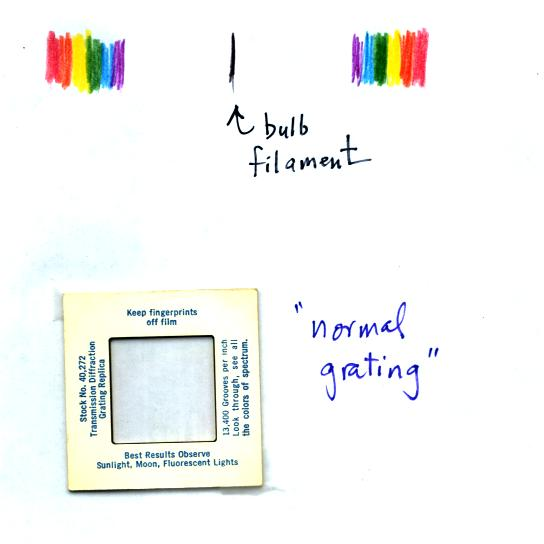 bulb
filament
"normal
grating"
Keep fingerprints
off film
Stock No. 40,272
Transmission Diffraction
Grating Replica
13,400 Grooves per inch
Look through, see all
the colors of spectrum.
Best Results Observe
Sunlight, Moon, Fluorescent Lights